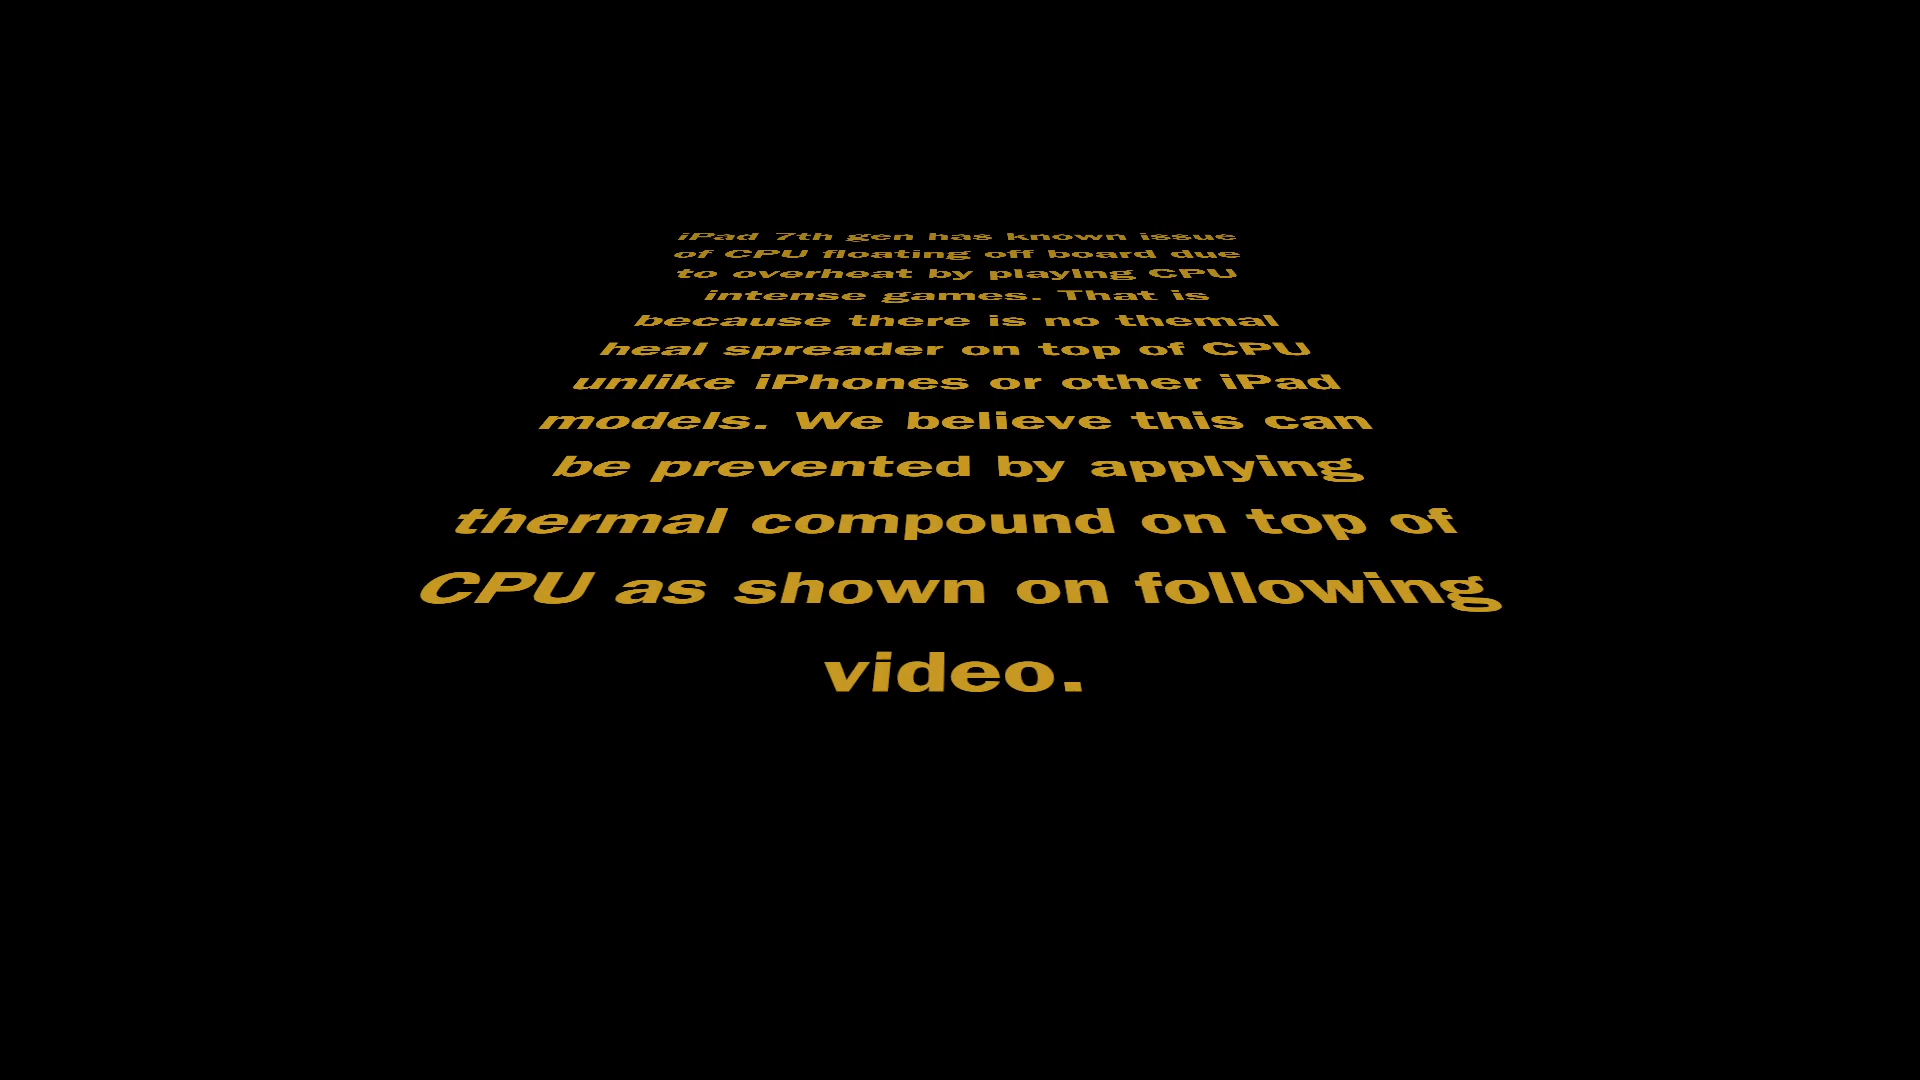 iPad 7th gen has known issue
of CPU floating off board due
to overheat by playing CPU
intense games. That is
because there is no themal
heal spreader on top of CPU
unlike iPhones or other iPad
models. We believe this can
be prevented by applying
thermal compound on top of
CPU as shown on following
video.